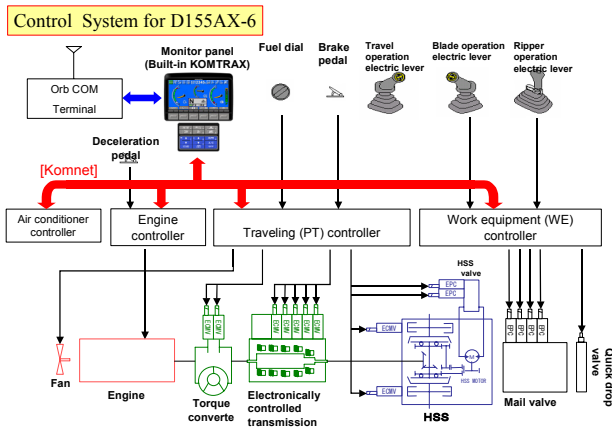 Control System for D155AX-6
Monitor panel
(Built-in KOMTRAX)
Fuel dial
Brake
pedal
Travel
operation
electric lever
Blade operation
electric lever
Ripper
operation
electric lever
Orb COM
Terminal
Deceleration
pedal
[Komnet]
Air conditioner
controller
Engine
controller
Traveling (PT) controller
Work equipment (WE)
controller
HSS
valve
EPC
EPC
ECMV
ECMV
ECMV
ECMV
ECMV
ECMV
ECMV
ECMV
ECMV
EPC
EPC
EPC
EPC
M
HSS MOTOR
Fan
Engine
Torque
converte
Electronically
controlled
transmission
HSS
Mail valve
Quick drop
valve